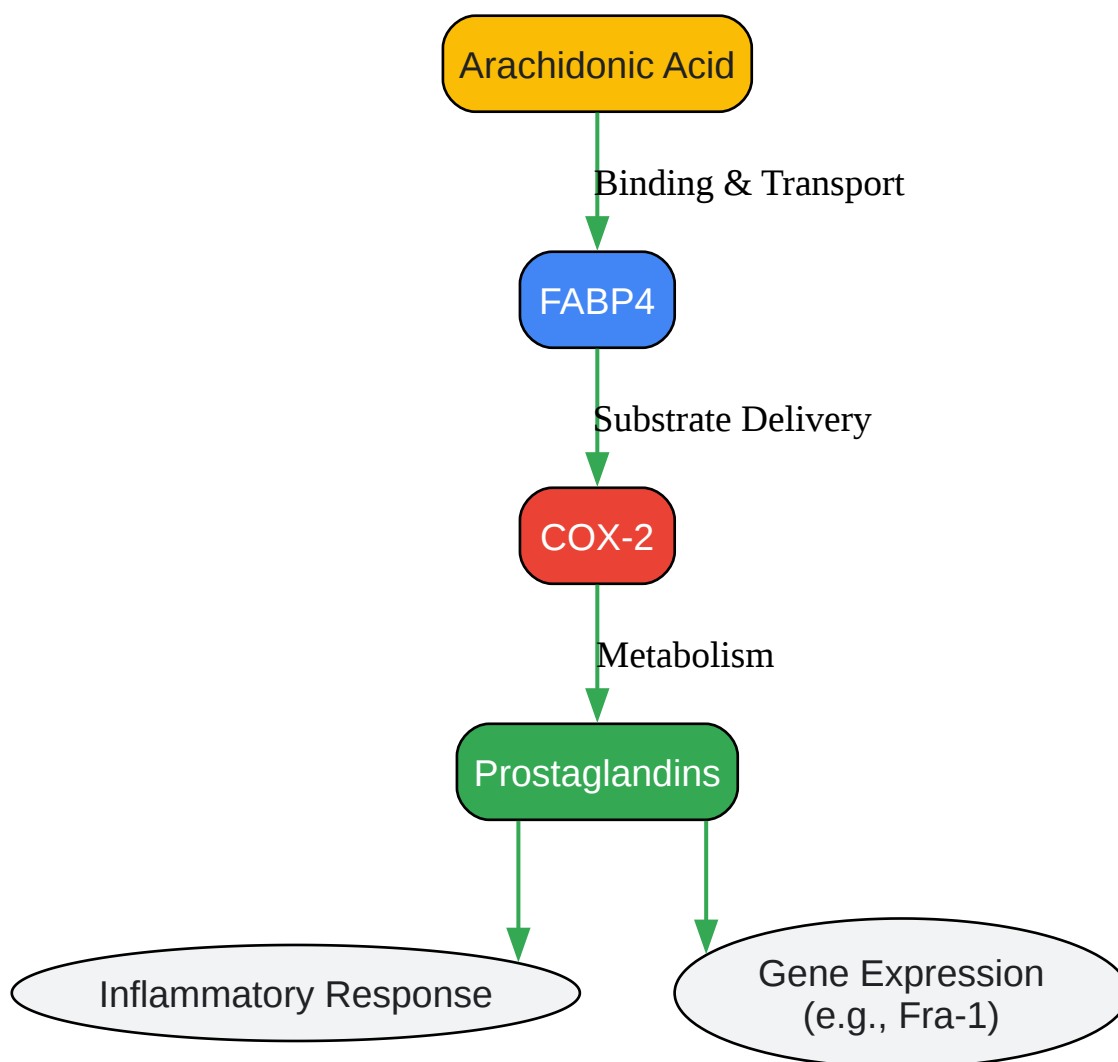 Arachidonic Acid
Binding & Transport
FABP4
Substrate Delivery
COX-2
Metabolism
Prostaglandins
Inflammatory Response
Gene Expression
(e.g., Fra-1)